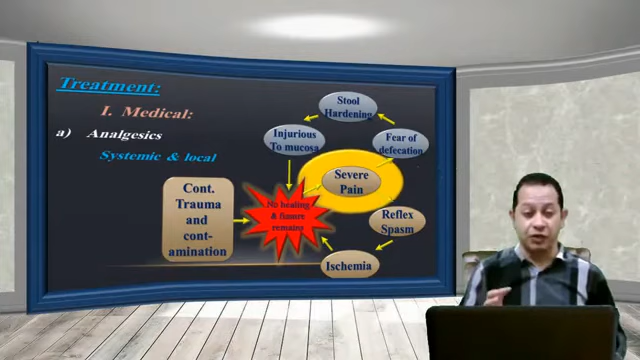 Treatment:
I. Medical:
a) Analgesics
Systemic & local
Stool
Hardening
Injurious
To mucosa
Fear of
defecation
Severe
Pain
Cont.
Trauma
and
cont-
amination
No healing
& fissure
remains
Reflex
Spasm
Ischemia